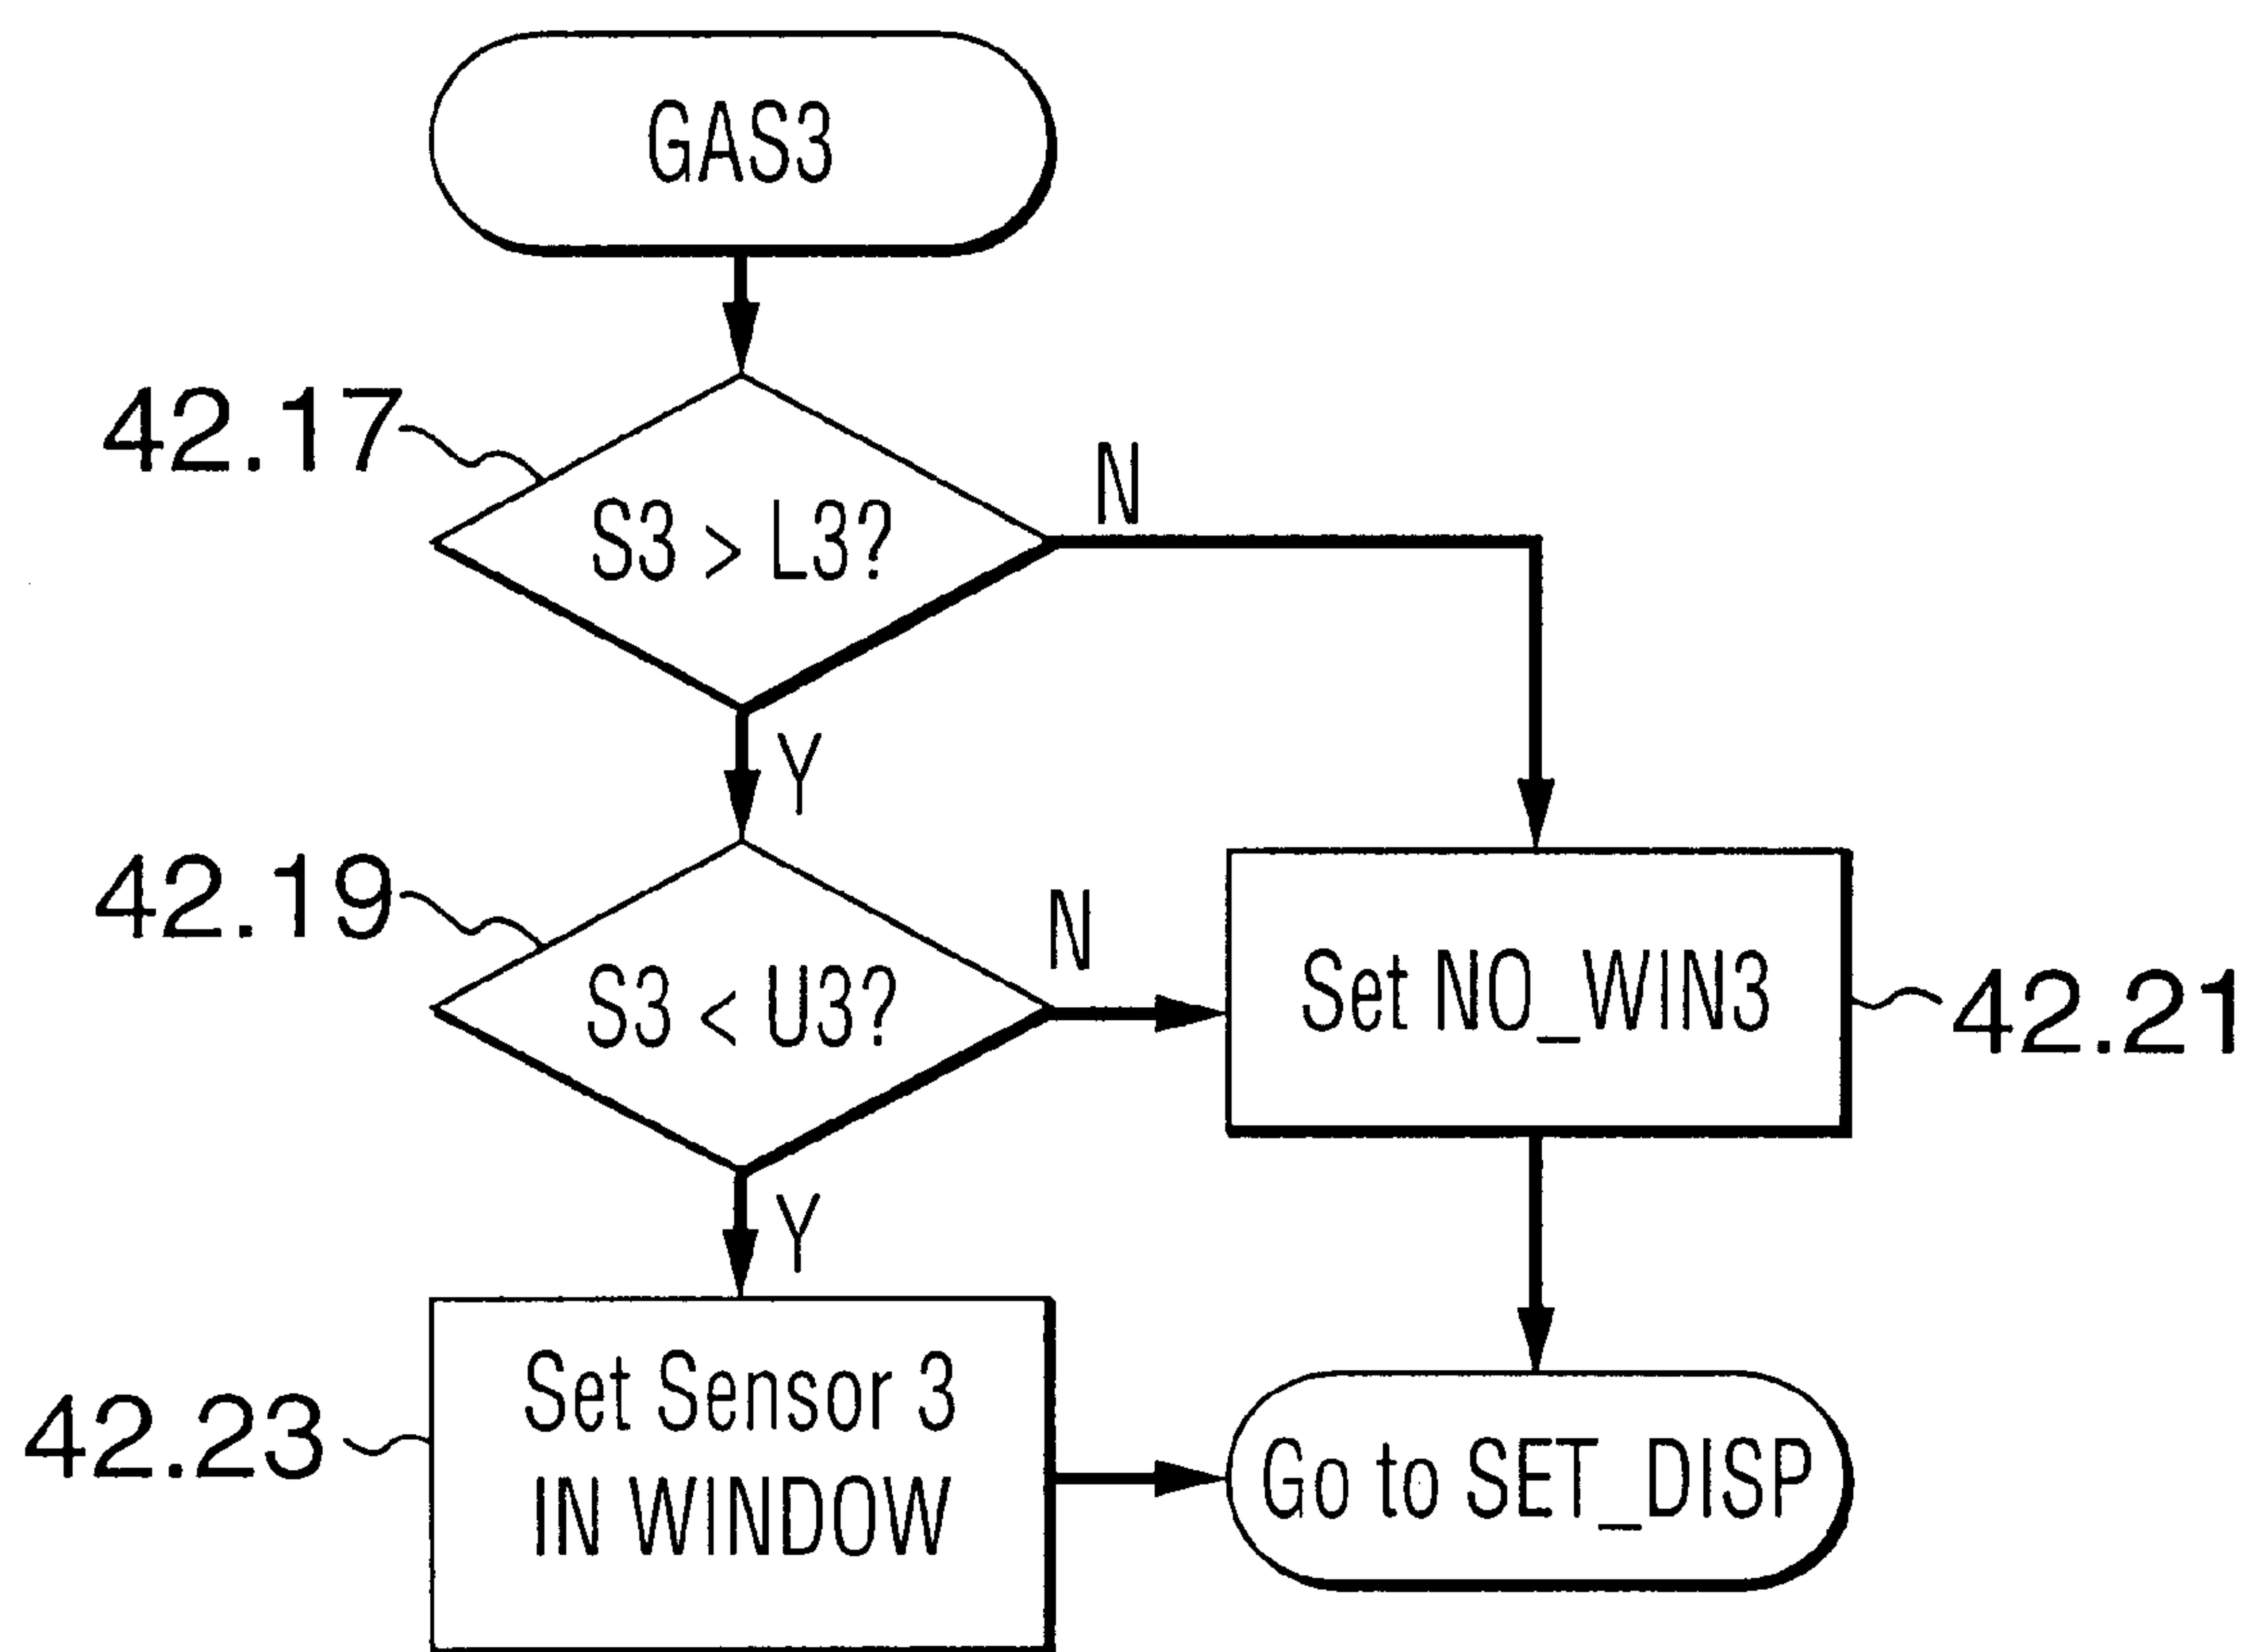 GAS3
42.17
S3 > L3?
N
Y
42.19
S3 < U3?
N
Set NO_WIN3
42.21
Y
42.23
Set Sensor 3
IN WINDOW
Go to SET_DISP